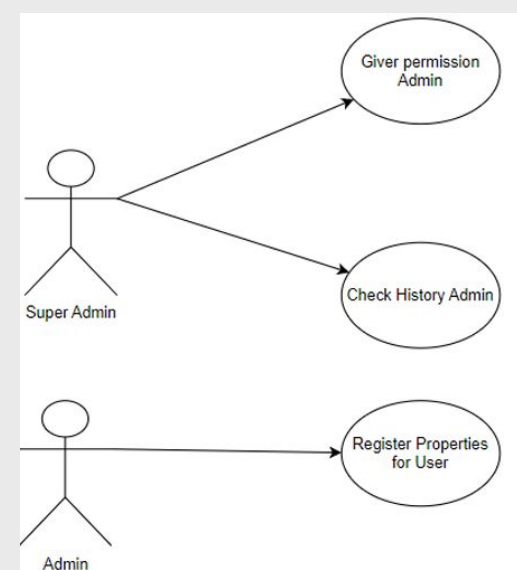 Giver permission
Admin
Super Admin
Check History Admin
Register Properties
for User
Admin